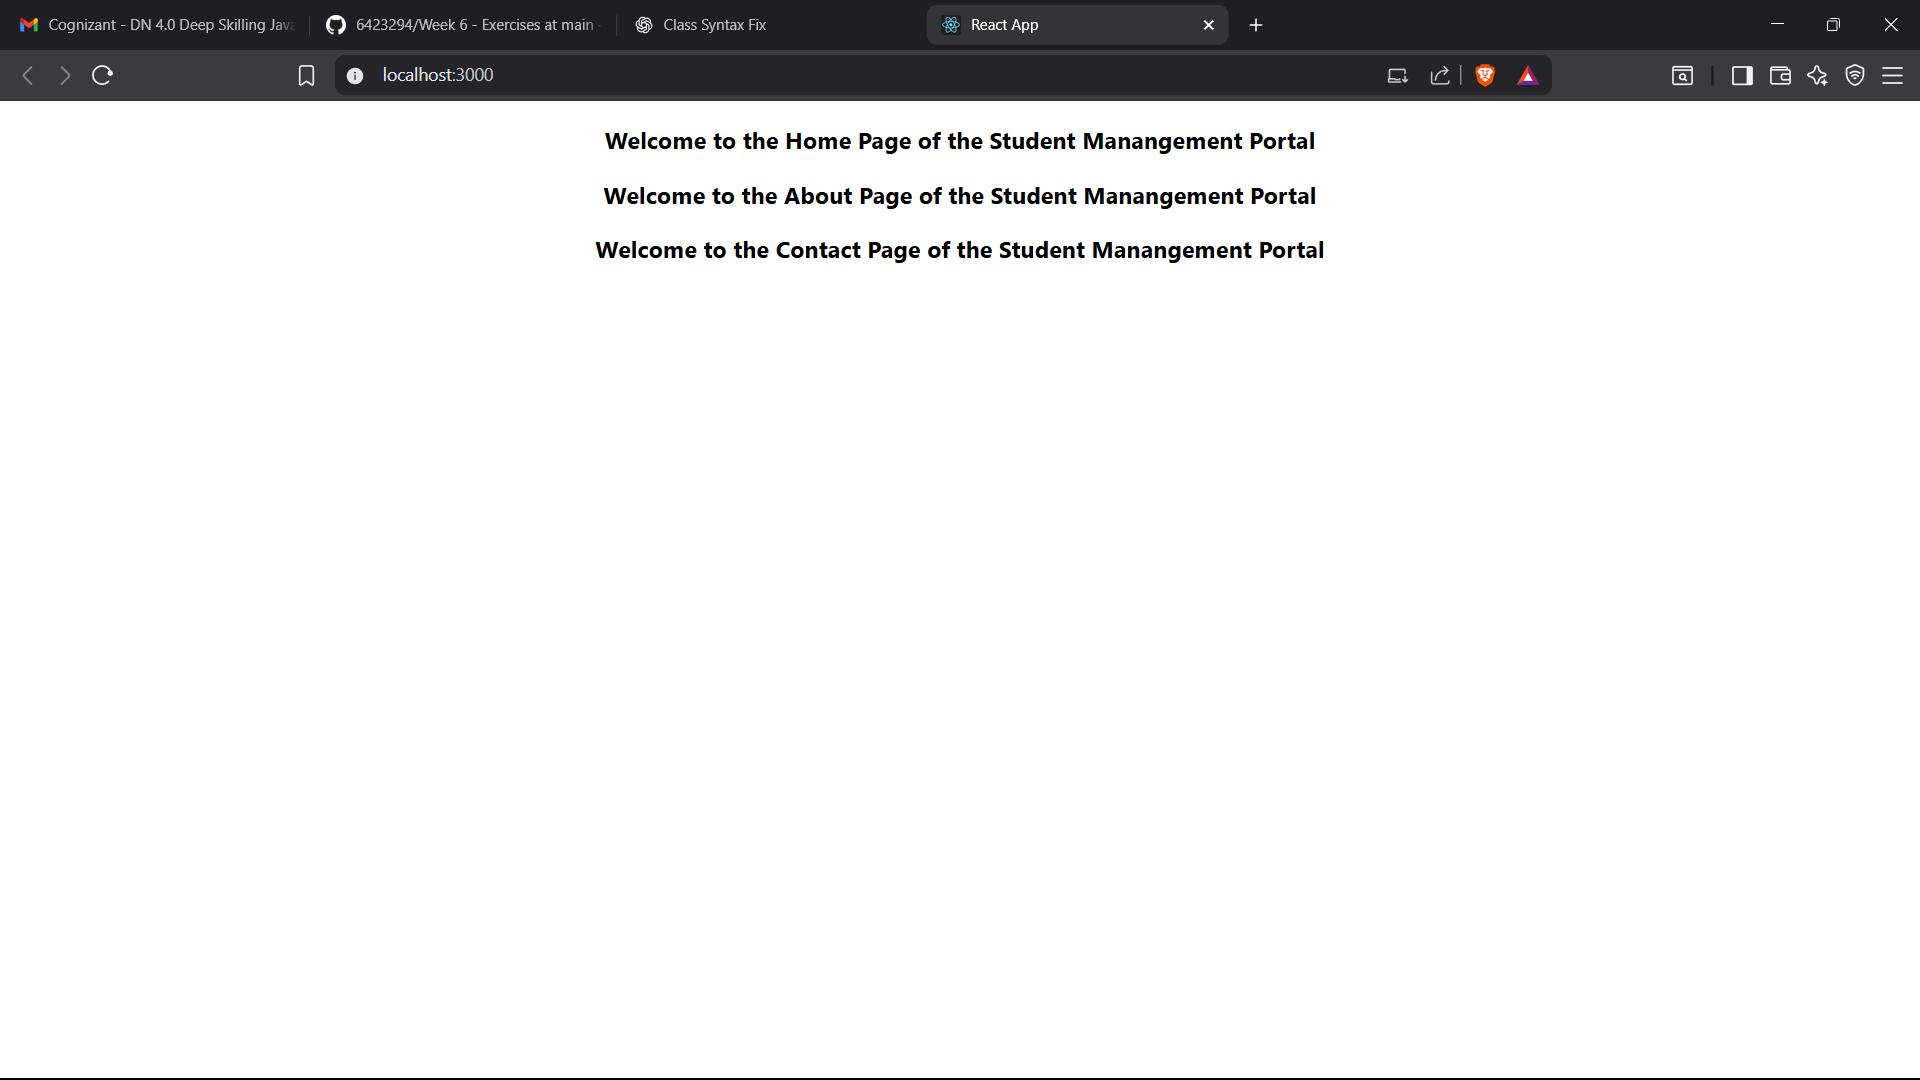 Cognizant - DN 4.0 Deep Skilling Java
6423294/Week 6 - Exercises at main
Class Syntax Fix
React App
localhost:3000
Welcome to the Home Page of the Student Manangement Portal
Welcome to the About Page of the Student Manangement Portal
Welcome to the Contact Page of the Student Manangement Portal